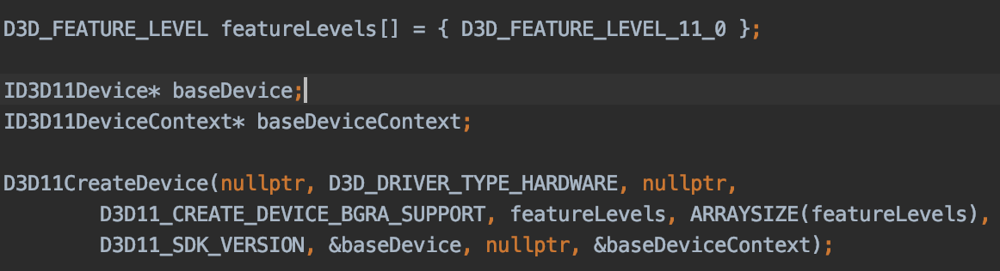 D3D_FEATURE_LEVEL featureLevels[] = { D3D_FEATURE_LEVEL_11_0 };
ID3D11Device* baseDevice;
ID3D11DeviceContext* baseDeviceContext;
D3D11CreateDevice(nullptr, D3D_DRIVER_TYPE_HARDWARE, nullptr,
D3D11_CREATE_DEVICE_BGRA_SUPPORT, featureLevels, ARRAYSIZE(featureLevels),
D3D11_SDK_VERSION, &baseDevice, nullptr, &baseDeviceContext);